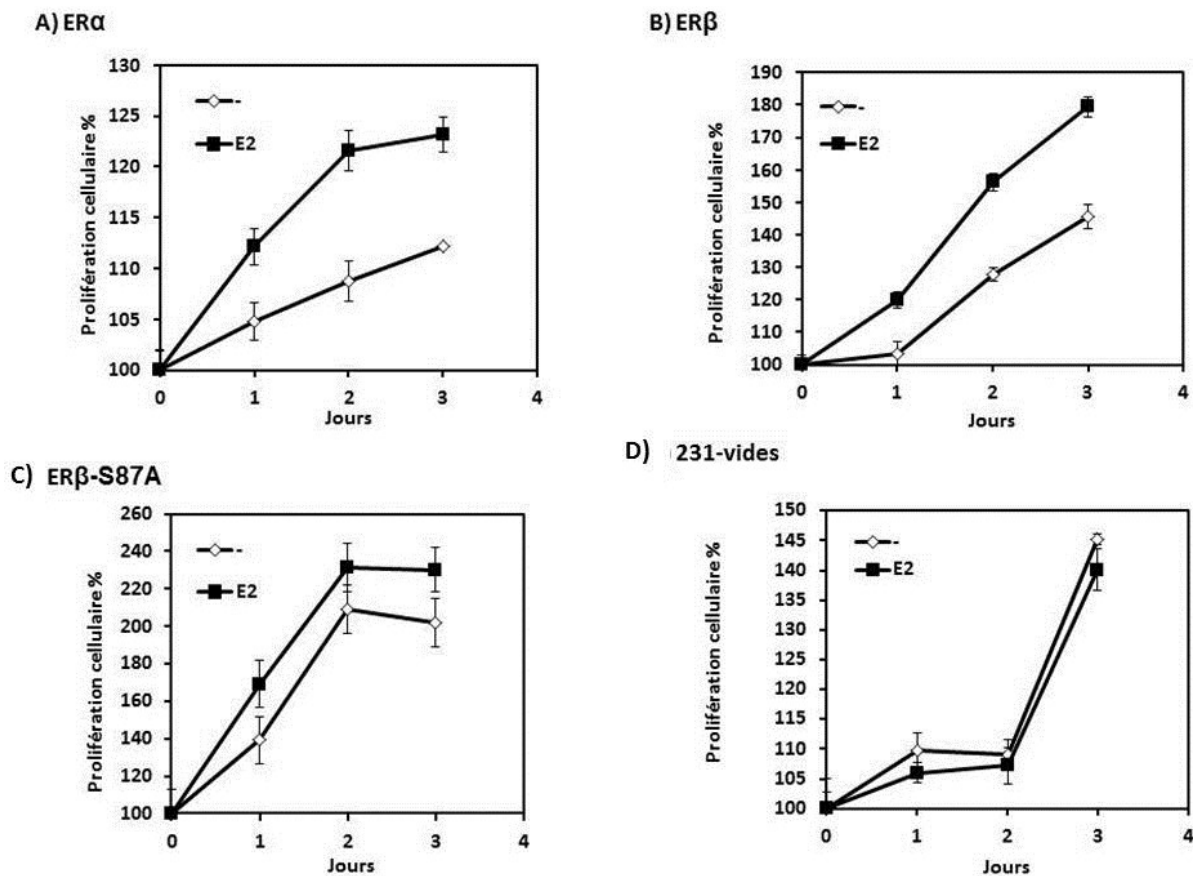 A) ERα
Prolifération cellulaire %
130
125
120
115
110
105
100
-
E2
0 1 2 3 4
Jours
B) ERβ
Prolifération cellulaire %
190
180
170
160
150
140
130
120
110
100
-
E2
0 1 2 3 4
Jours
C) ERβ-S87A
Prolifération cellulaire %
260
240
220
200
180
160
140
120
100
-
E2
0 1 2 3 4
Jours
D) 231-vides
Prolifération cellulaire %
150
145
140
135
130
125
120
115
110
105
100
-
E2
0 1 2 3 4
Jours